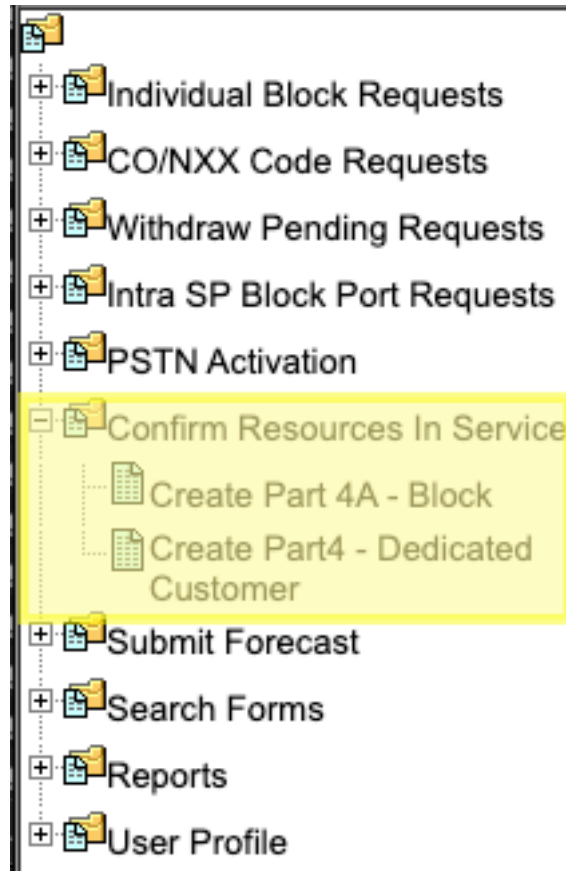 Individual Block Requests
CO/NXX Code Requests
Withdraw Pending Requests
Intra SP Block Port Requests
PSTN Activation
Confirm Resources In Service
Create Part 4A - Block
Create Part4 - Dedicated
Customer
Submit Forecast
Search Forms
Reports
User Profile